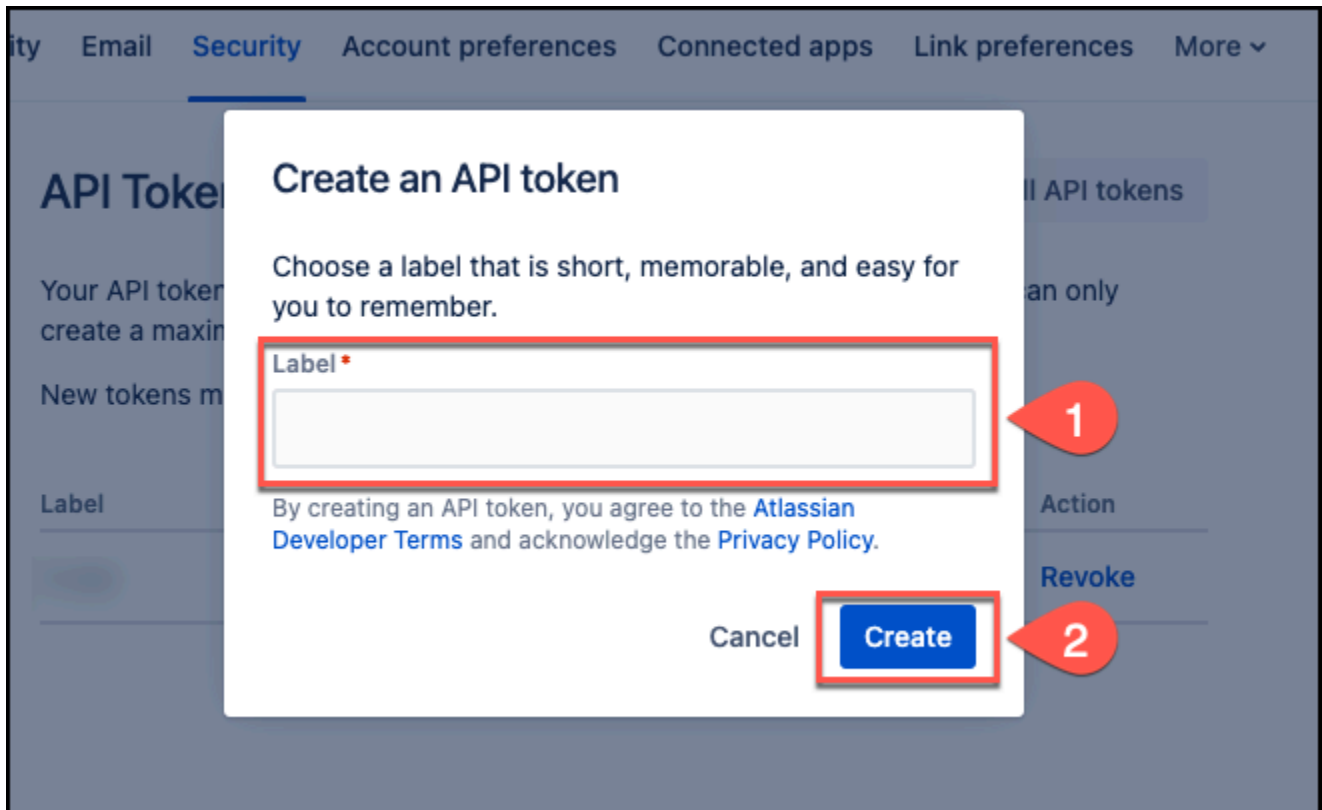 ity Email Security Account preferences Connected apps Link preferences More
Create an API token
API Toke
ll API tokens
Choose a label that is short, memorable, and easy for
you to remember.
Your API token
can only
create a maxim
Label *
New tokens m
1
Label
By creating an API token, you agree to the Atlassian
Action
Developer Terms and acknowledge the Privacy Policy.
Revoke
Cancel Create 2